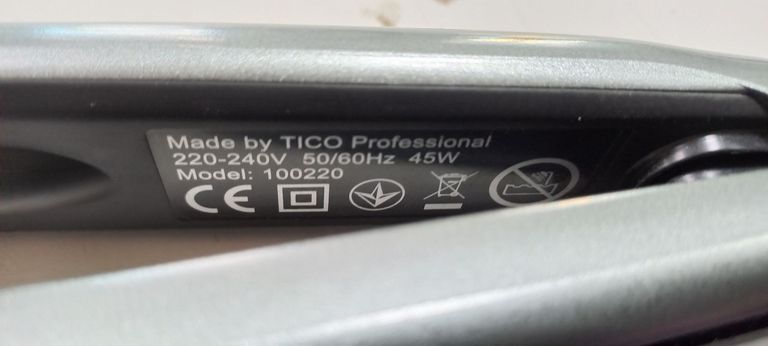 Made by TICO Professional
220-240V 50/60Hz 45W
Model: 100220
CE